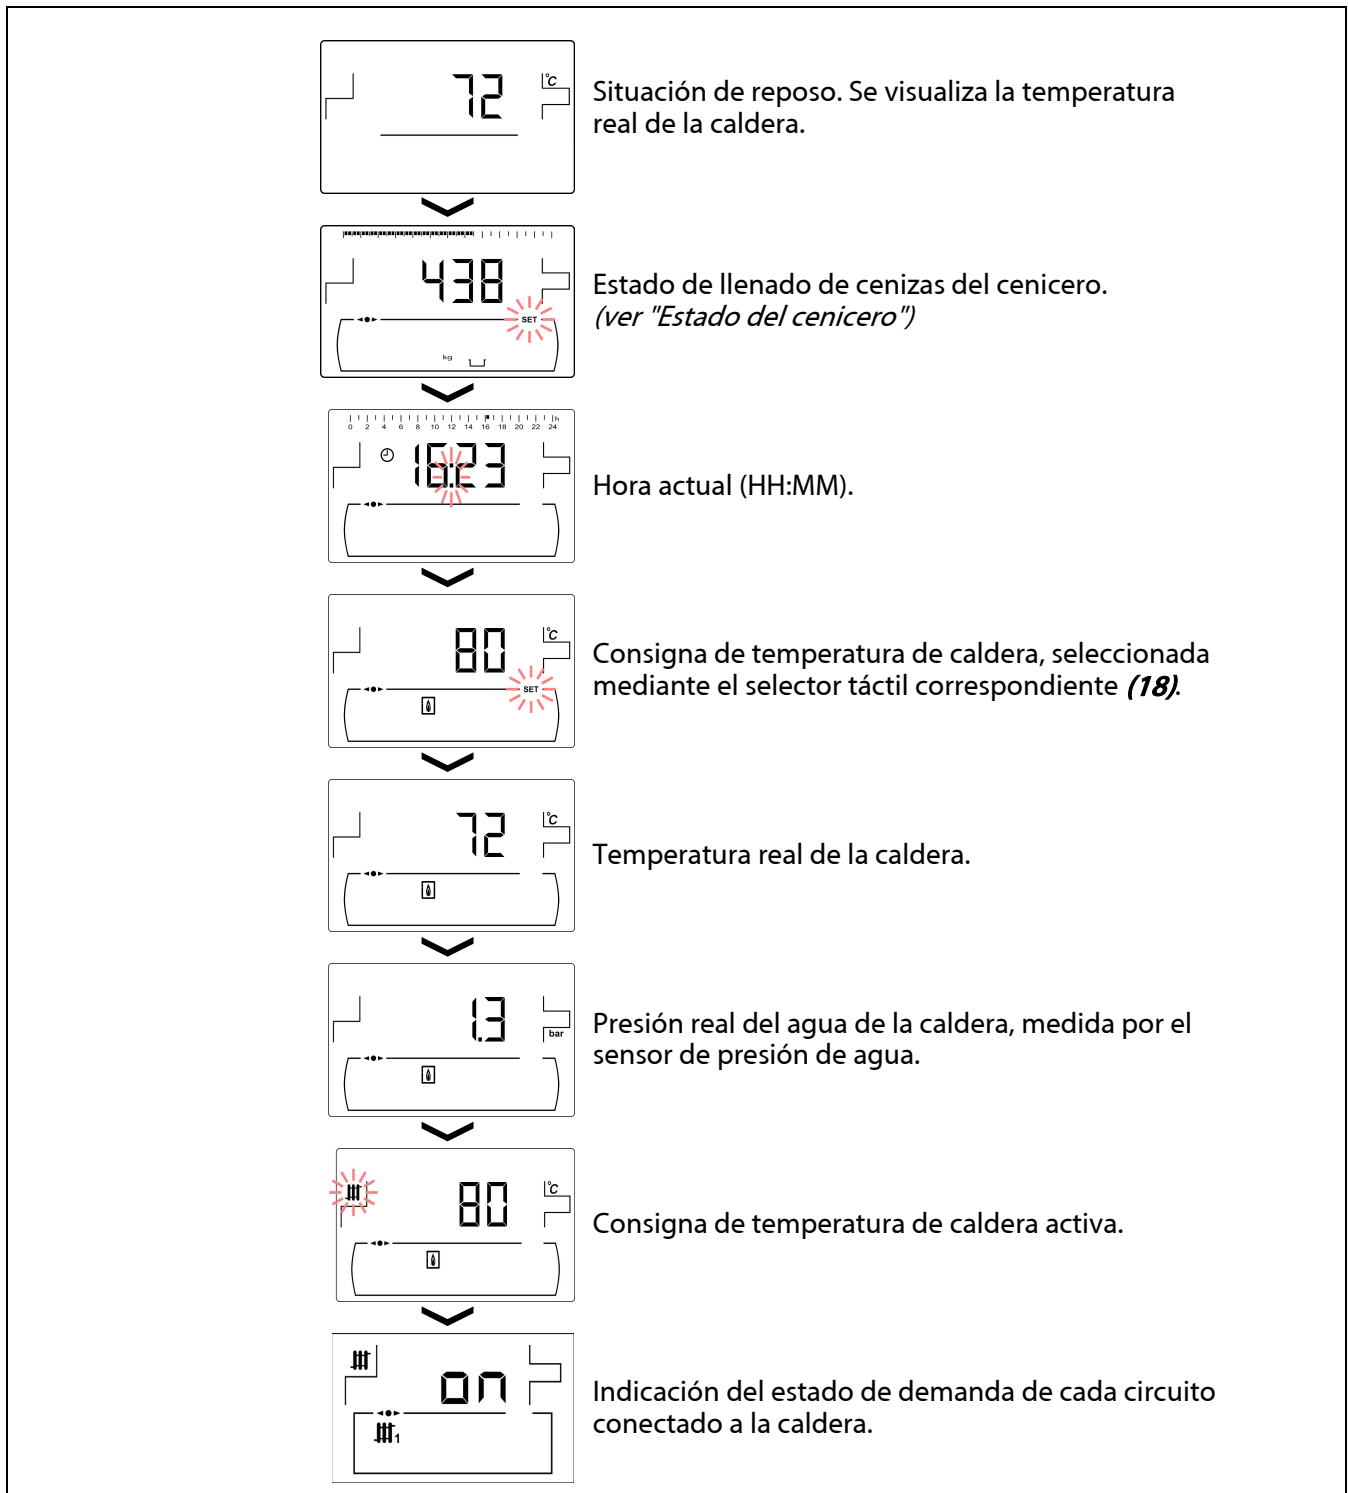 72 °C
Situación de reposo. Se visualiza la temperatura
real de la caldera.
438
SET
kg
Estado de llenado de cenizas del cenicero.
(ver "Estado del cenicero")
0 2 4 6 8 10 12 14 16 18 20 22 24 h
16:23
Hora actual (HH:MM).
80 °C
SET
Consigna de temperatura de caldera, seleccionada
mediante el selector táctil correspondiente (18).
72 °C
Temperatura real de la caldera.
1.3 bar
Presión real del agua de la caldera, medida por el
sensor de presión de agua.
80 °C
Consigna de temperatura de caldera activa.
on
1
Indicación del estado de demanda de cada circuito
conectado a la caldera.